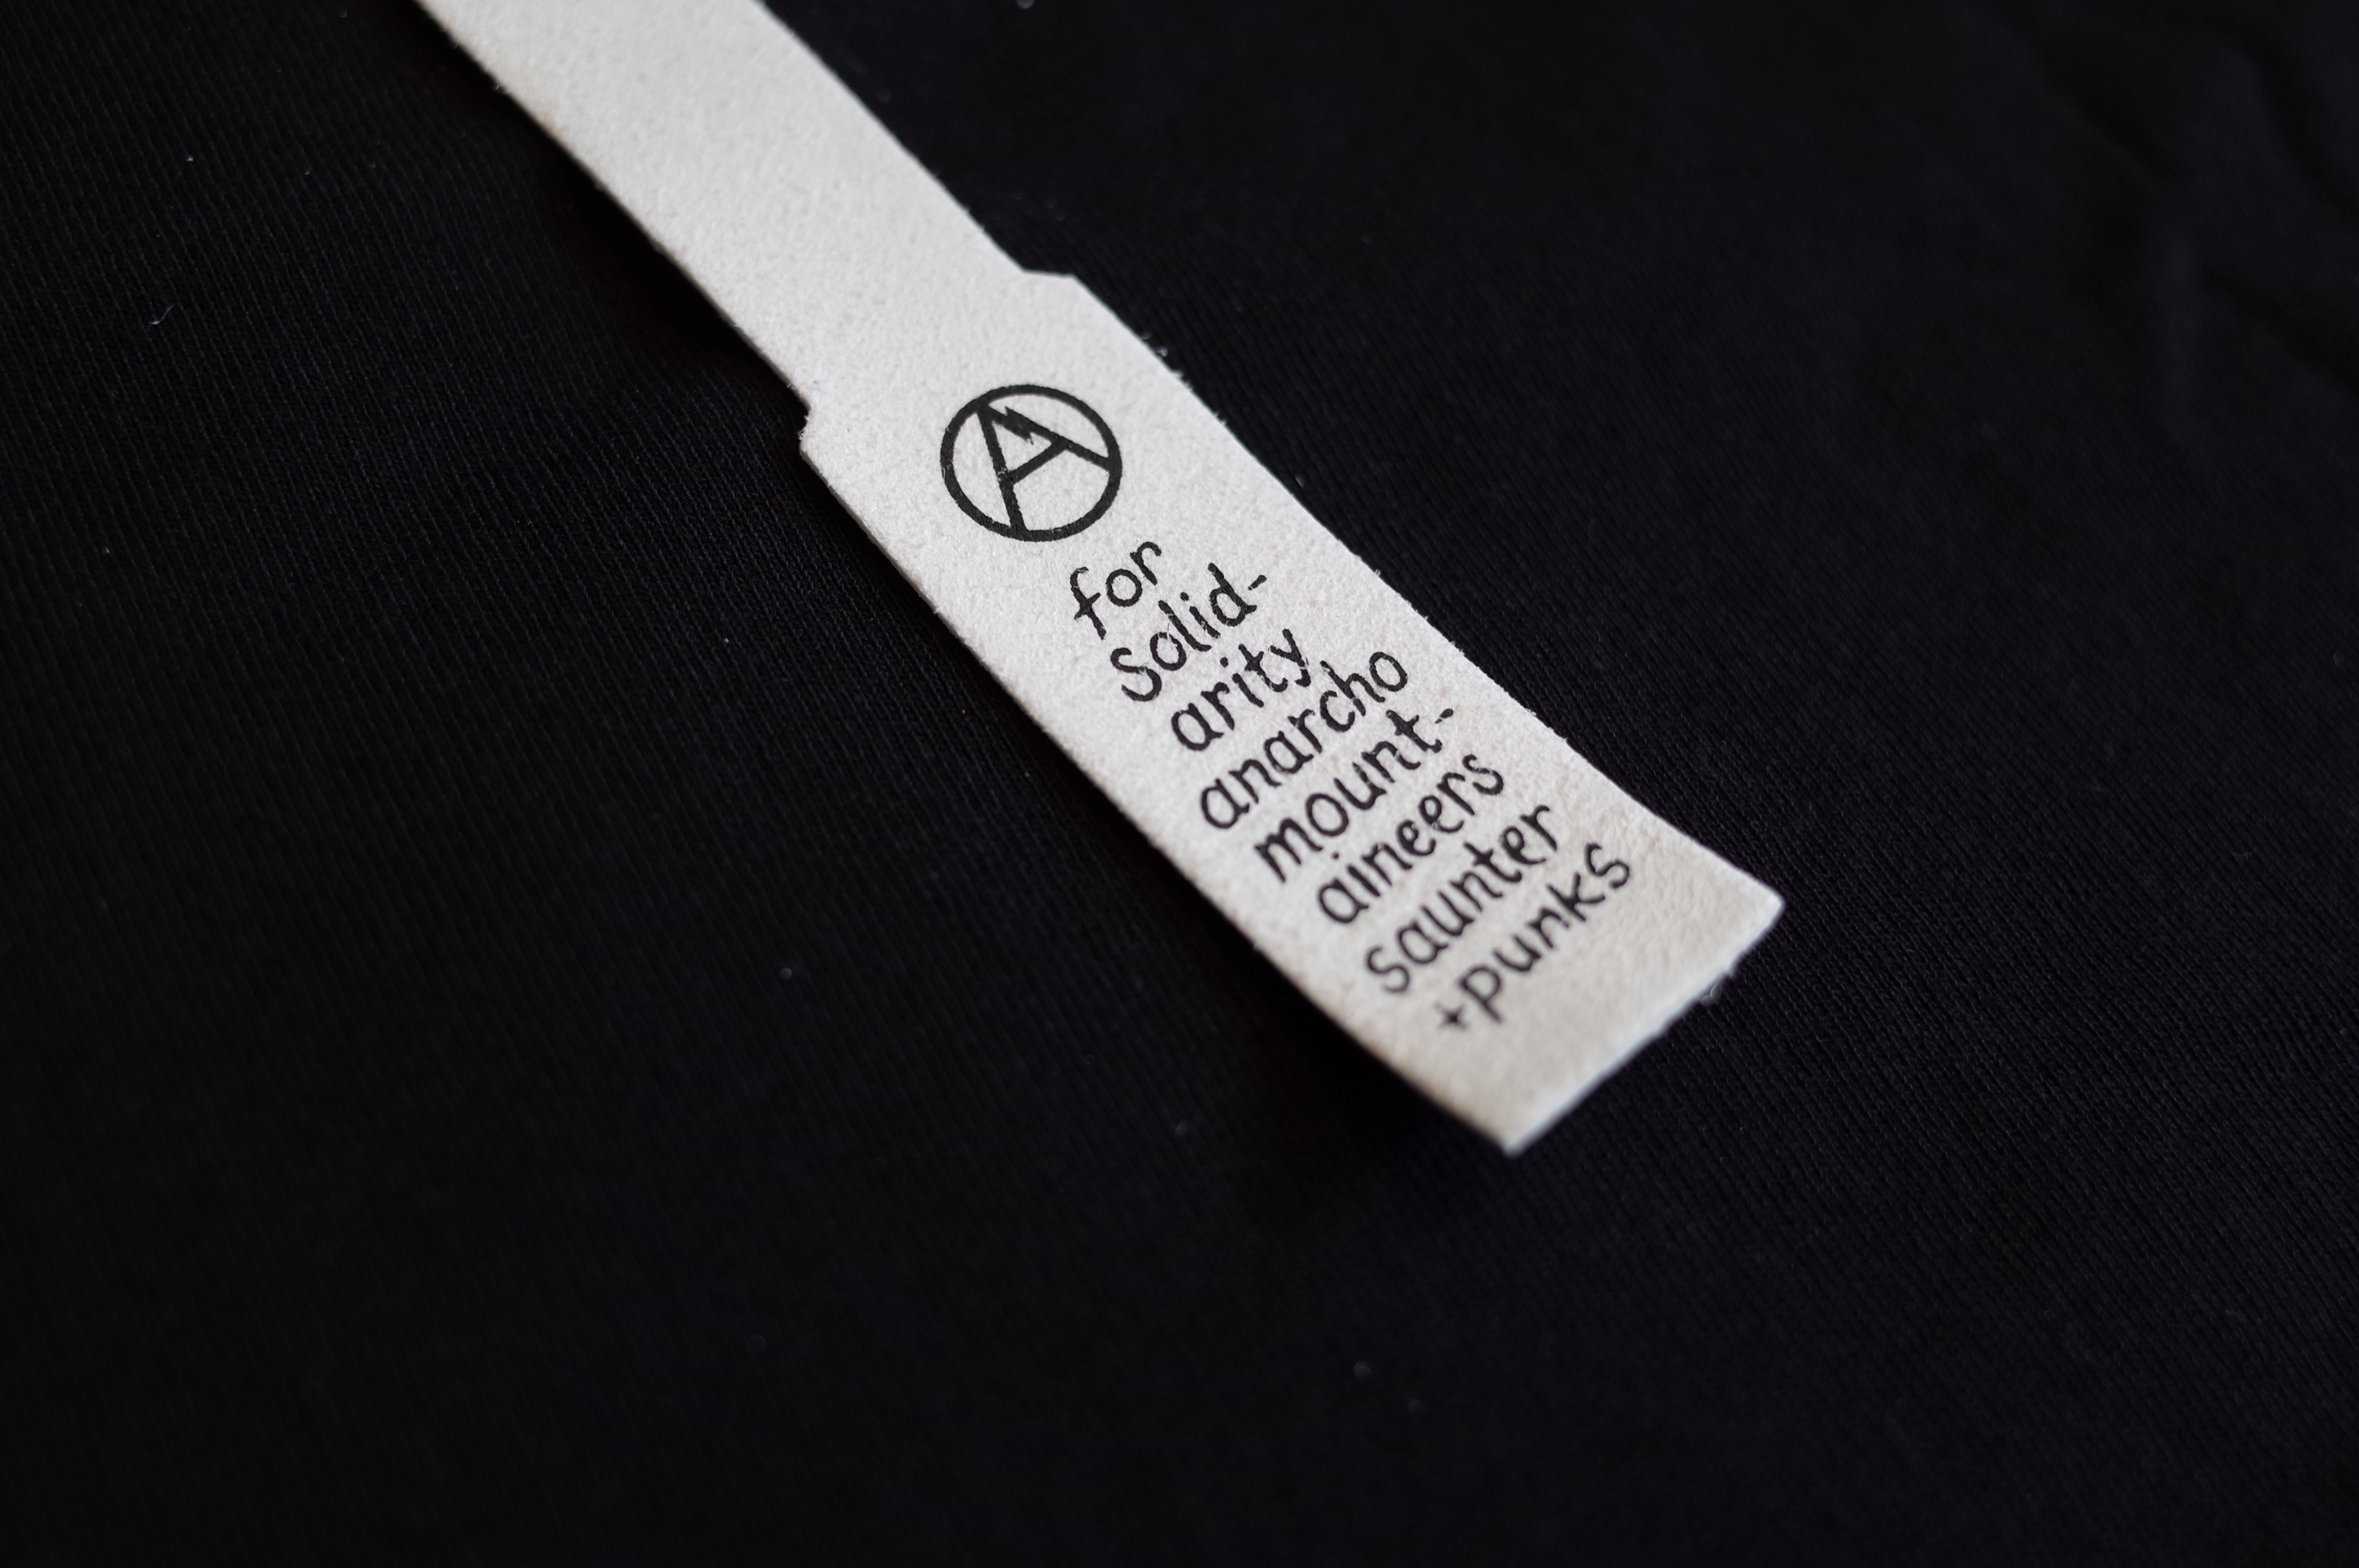 A
for
Solid-
arity
anarcho
mount-
aineers
saunter
+punks